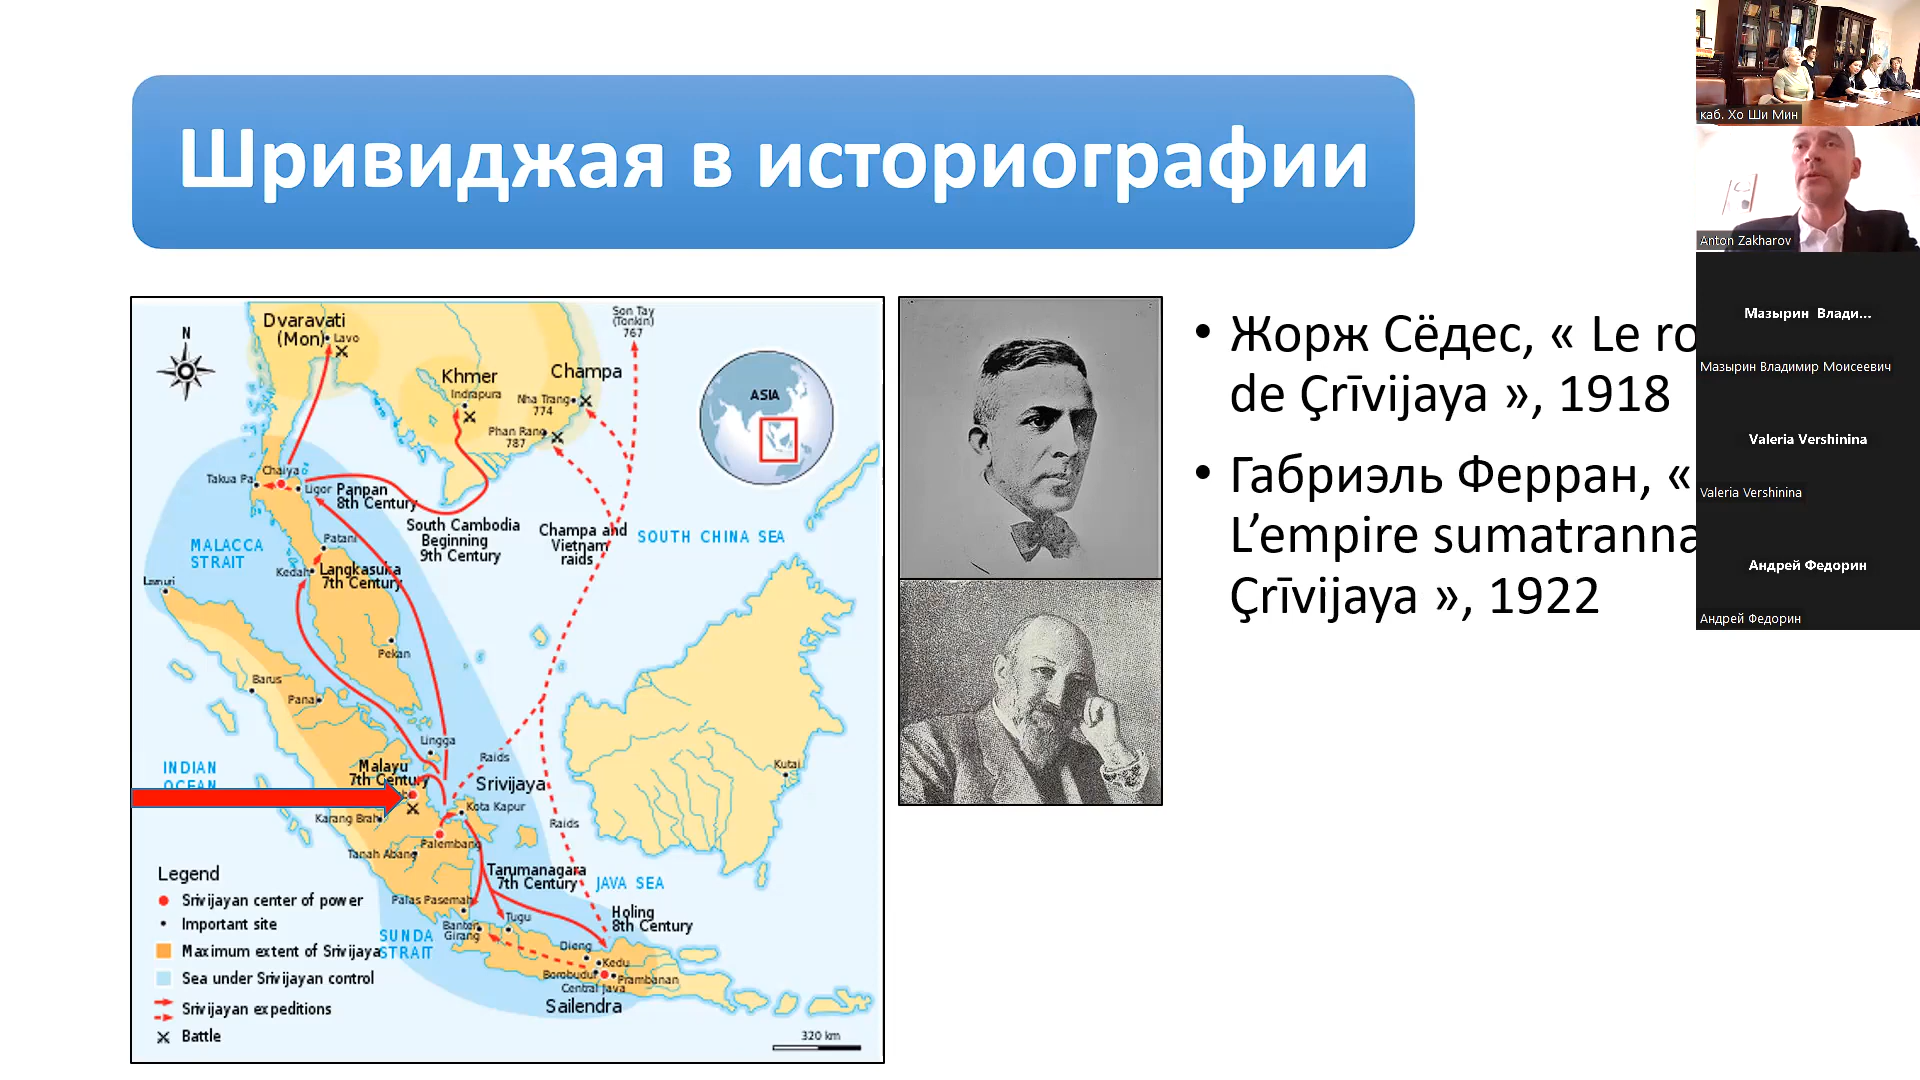 Шривиджая в историографии
Dvaravati
(Mon)
Lavo
Khmer
Indrapura
Champa
Nha Trang
774
Phan Rang
787
Son Tay
(Tonkin)
767
N
ASIA
Takua Pa
Chaiya
Ligor
Panpan
8th Century
South Cambodia
Beginning
9th Century
Champa and
Vietnam
raids
SOUTH CHINA SEA
MALACCA
STRAIT
Patani
Kedah
Langkasuka
7th Century
Lamuri
Pekan
Barus
Panai
Lingga
Malayu
7th Century
Raids
Srivijaya
Kota Kapur
Kutai
INDIAN
OCEAN
Karang Brahi
Raids
Palembang
Tanah Abang
Tarumanagara
7th Century
JAVA SEA
Palas Pasemah
Tugu
Holing
8th Century
Banten
Girang
SUNDA
STRAIT
Dieng
Kedu
Borobudur
Prambanan
Central Java
Sailendra
320 km
Legend
Srivijayan center of power
Important site
Maximum extent of Srivijaya
Sea under Srivijayan control
Srivijayan expeditions
Battle
• Жорж Сёдес, « Le ro
de Çrīvijaya », 1918
• Габриэль Ферран, «
L’empire sumatranna
Çrīvijaya », 1922
каб. Хо Ши Мин
Anton Zakharov
Мазырин Влади...
Мазырин Владимир Моисеевич
Valeria Vershinina
Valeria Vershinina
Андрей Федорин
Андрей Федорин